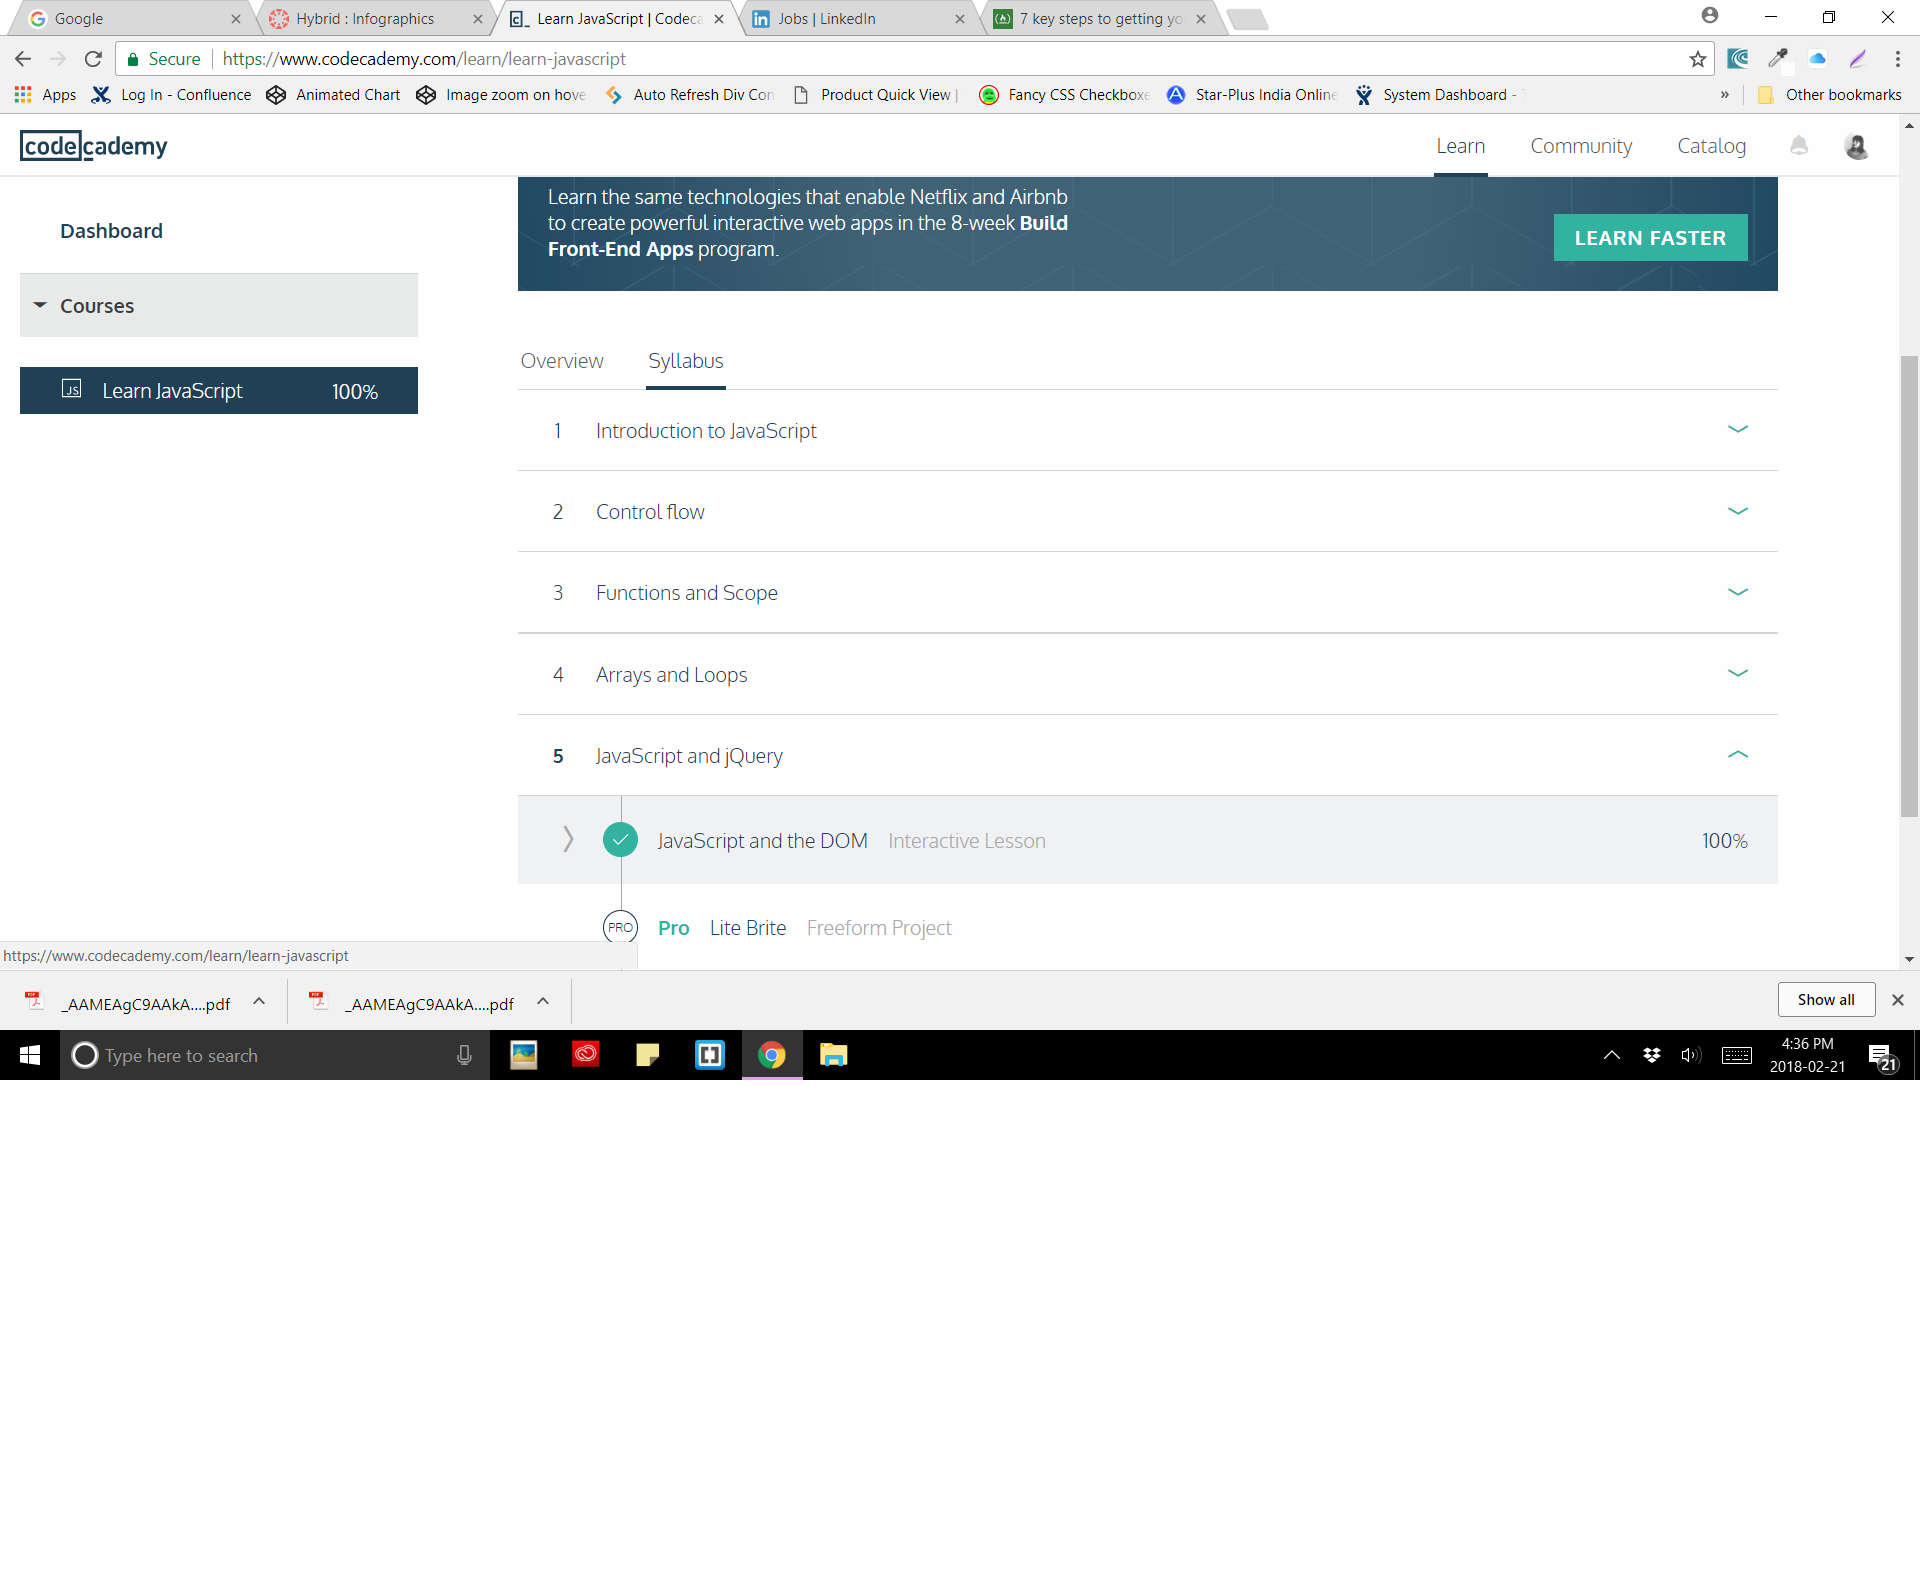 Google
Hybrid : Infographics
Learn JavaScript | Codeca
Jobs | LinkedIn
7 key steps to getting yo
Secure
https://www.codecademy.com/learn/learn-javascript
Apps
Log In - Confluence
Animated Chart
Image zoom on hove
Auto Refresh Div Con
Product Quick View |
Fancy CSS Checkboxe
Star-Plus India Online
System Dashboard -
»
Other bookmarks
codecademy
Learn
Community
Catalog
Learn the same technologies that enable Netflix and Airbnb
to create powerful interactive web apps in the 8-week Build
Front-End Apps program.
LEARN FASTER
Dashboard
Courses
JS
Learn JavaScript
100%
Overview
Syllabus
1 Introduction to JavaScript
2 Control flow
3 Functions and Scope
4 Arrays and Loops
5 JavaScript and jQuery
JavaScript and the DOM Interactive Lesson 100%
PRO Pro Lite Brite Freeform Project
https://www.codecademy.com/learn/learn-javascript
_AAMEAgC9AAkA....pdf
_AAMEAgC9AAkA....pdf
Show all
Type here to search
4:36 PM
2018-02-21
21